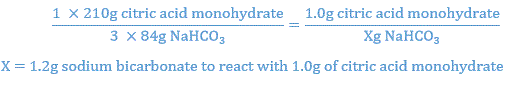 1 × 210g citric acid monohydrate / 3 × 84g NaHCO₃ = 1.0g citric acid monohydrate / Xg NaHCO₃
X = 1.2g sodium bicarbonate to react with 1.0g of citric acid monohydrate